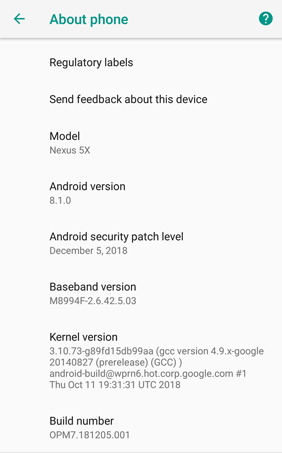 About phone
?
Regulatory labels
Send feedback about this device
Model
Nexus 5X
Android version
8.1.0
Android security patch level
December 5, 2018
Baseband version
M8994F-2.6.42.5.03
Kernel version
3.10.73-g89fd15db99aa (gcc version 4.9.x-google
20140827 (prerelease) (GCC) )
android-build@wprn6.hot.corp.google.com #1
Thu Oct 11 19:31:31 UTC 2018
Build number
OPM7.181205.001